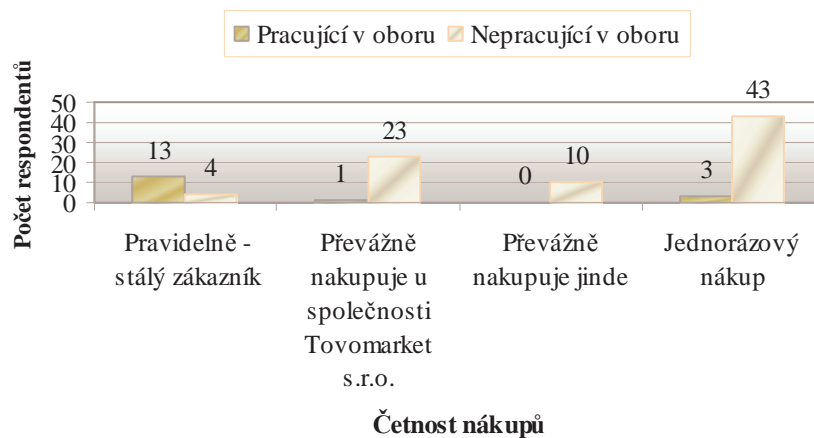 Pracující v oboru Nepracující v oboru
Počet respondentů
50
40
30
20
10
0
13
4
1
23
0
10
3
43
Pravidelně -
stálý zákazník
Převážně
nakupuje u
společnosti
Tovomarket
s.r.o.
Převážně
nakupuje jinde
Jednorázový
nákup
Četnost nákupů